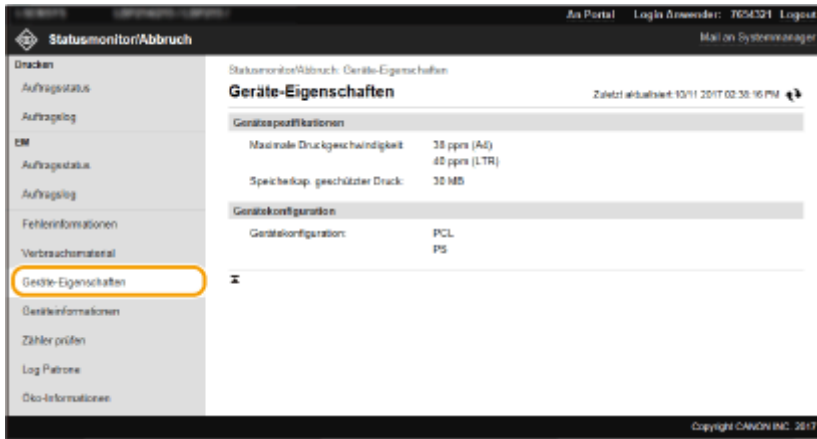 An Portal Login Anwender: 7654321 Logout
Statusmonitor/Abbruch
Mail an Systemmanager
Drucken
Auftragsstatus
Auftragslog
EM
Auftragsstatus
Auftragslog
Fehlerinformationen
Verbrauchsmaterial
Geräte-Eigenschaften
Geräteinformationen
Zähler prüfen
Log Patrone
Öko-Informationen
Statusmonitor/Abbruch: Geräte-Eigenschaften
Geräte-Eigenschaften
Zuletzt aktualisiert: 10/11 2017 02:38:16 PM
Gerätespezifikationen
Maximale Druckgeschwindigkeit: 38 ppm (A4)
40 ppm (LTR)
Speicherkap. geschützter Druck: 30 MB
Gerätekonfiguration
Gerätekonfiguration: PCL
PS
Copyright CANON INC. 2017